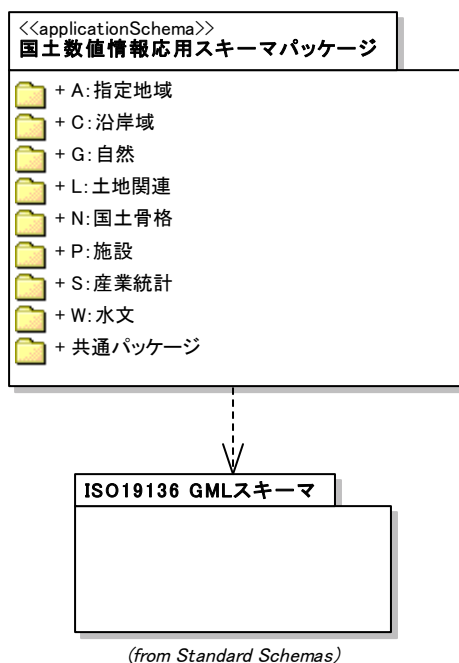 <<applicationSchema>>
国土数値情報応用スキーマパッケージ
+ A:指定地域
+ C:沿岸域
+ G:自然
+ L:土地関連
+ N:国土骨格
+ P:施設
+ S:産業統計
+ W:水文
+ 共通パッケージ
ISO19136 GMLスキーマ
(from Standard Schemas)